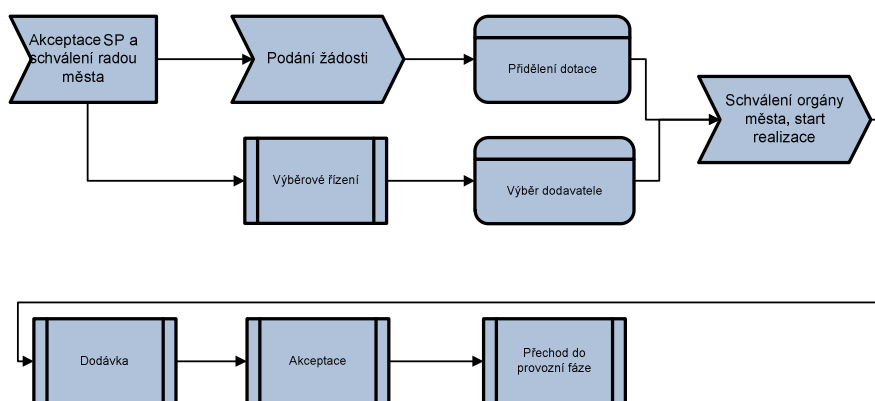 Akceptace SP a
schválení radou
města
Podání žádosti
Přidělení dotace
Schválení orgány
města, start
realizace
Výběrové řízení
Výběr dodavatele
Dodávka
Akceptace
Přechod do
provozní fáze